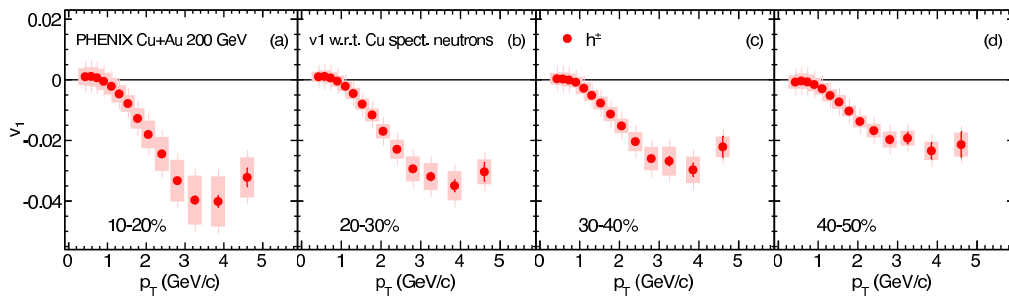 0.02
0
-0.02
-0.04
v1
PHENIX Cu+Au 200 GeV (a)
10-20%
0 1 2 3 4 5
pT (GeV/c)
v1 w.r.t. Cu spect. neutrons (b)
20-30%
0 1 2 3 4 5
pT (GeV/c)
h± (c)
30-40%
0 1 2 3 4 5
pT (GeV/c)
(d)
40-50%
0 1 2 3 4 5
pT (GeV/c)